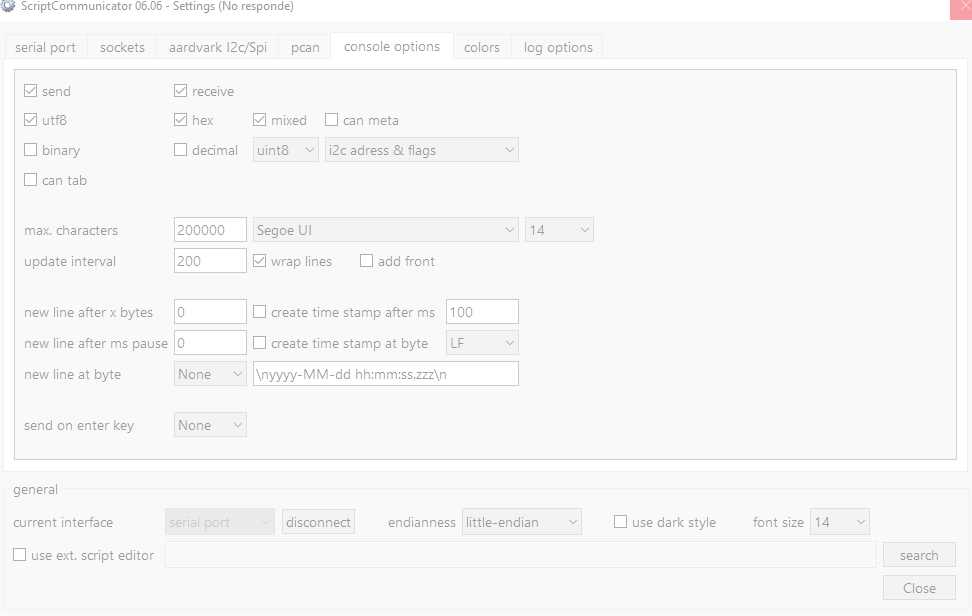 ScriptCommunicator 06.06 - Settings (No responde)
serial port sockets aardvark I2c/Spi pcan console options colors log options
send receive
utf8 hex mixed can meta
binary decimal uint8 i2c adress & flags
can tab
max. characters 200000 Segoe UI 14
update interval 200 wrap lines add front
new line after x bytes 0 create time stamp after ms 100
new line after ms pause 0 create time stamp at byte LF
new line at byte None \nyyyy-MM-dd hh:mm:ss.zzz\n
send on enter key None
general
current interface serial port disconnect endianness little-endian use dark style font size 14
use ext. script editor search
Close